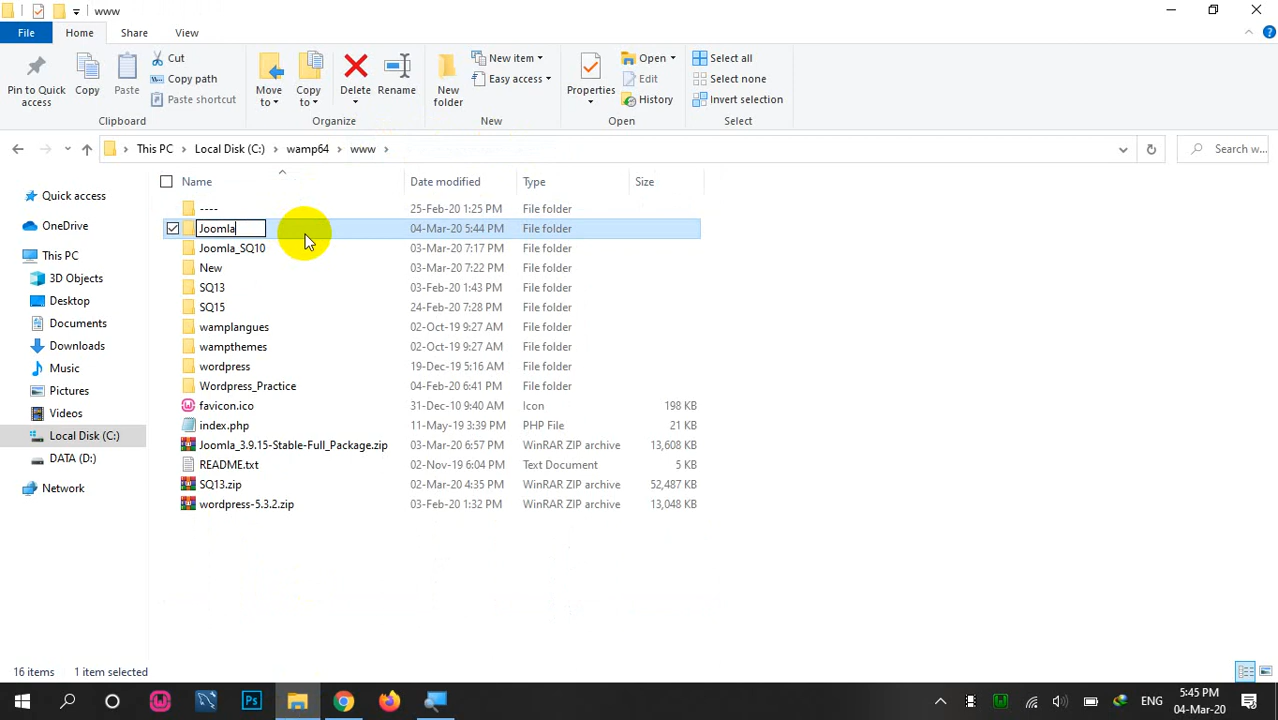 www
File Home Share View
Pin to Quick access
Copy
Paste
Cut
Copy path
Paste shortcut
Clipboard
Move to
Copy to
Delete
Rename
Organize
New folder
New item
Easy access
New
Properties
Open
Edit
History
Open
Select all
Select none
Invert selection
Select
This PC Local Disk (C:) wamp64 www
Search w...
Name Date modified Type Size
Quick access
OneDrive
This PC
3D Objects
Desktop
Documents
Downloads
Music
Pictures
Videos
Local Disk (C:)
DATA (D:)
Network
---- 25-Feb-20 1:25 PM File folder
Joomla 04-Mar-20 5:44 PM File folder
Joomla_SQ10 03-Mar-20 7:17 PM File folder
New 03-Mar-20 7:22 PM File folder
SQ13 03-Feb-20 1:43 PM File folder
SQ15 24-Feb-20 7:28 PM File folder
wamplangues 02-Oct-19 9:27 AM File folder
wampthemes 02-Oct-19 9:27 AM File folder
wordpress 19-Dec-19 5:16 AM File folder
Wordpress_Practice 04-Feb-20 6:41 PM File folder
favicon.ico 31-Dec-10 9:40 AM Icon 198 KB
index.php 11-May-19 3:39 PM PHP File 21 KB
Joomla_3.9.15-Stable-Full_Package.zip 03-Mar-20 6:57 PM WinRAR ZIP archive 13,608 KB
README.txt 02-Nov-19 6:04 PM Text Document 5 KB
SQ13.zip 02-Mar-20 4:35 PM WinRAR ZIP archive 52,487 KB
wordpress-5.3.2.zip 03-Feb-20 1:32 PM WinRAR ZIP archive 13,048 KB
16 items 1 item selected
Ps
ENG
5:45 PM
04-Mar-20